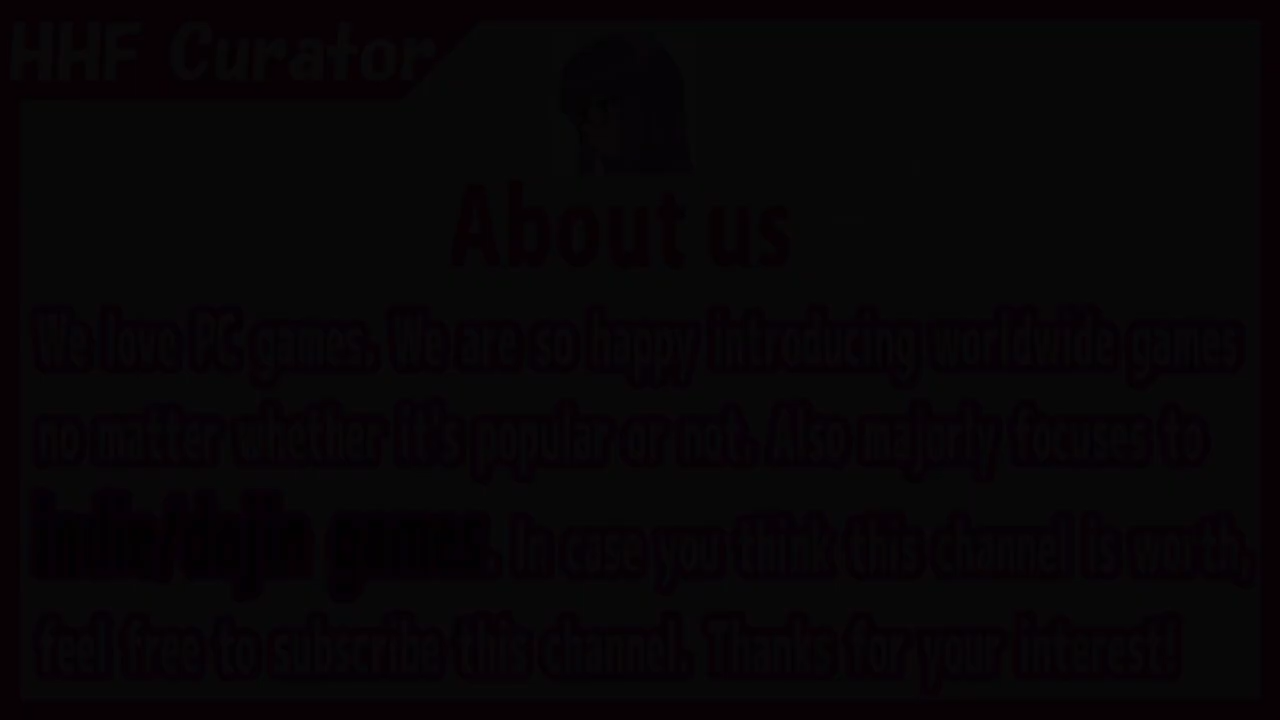 HHF Curator
About us
We love PC games. We are so happy introducing worldwide games
no matter whether it's popular or not. Also majorly focuses to
indie/dojin games. In case you think this channel is worth,
feel free to subscribe this channel. Thanks for your interest!